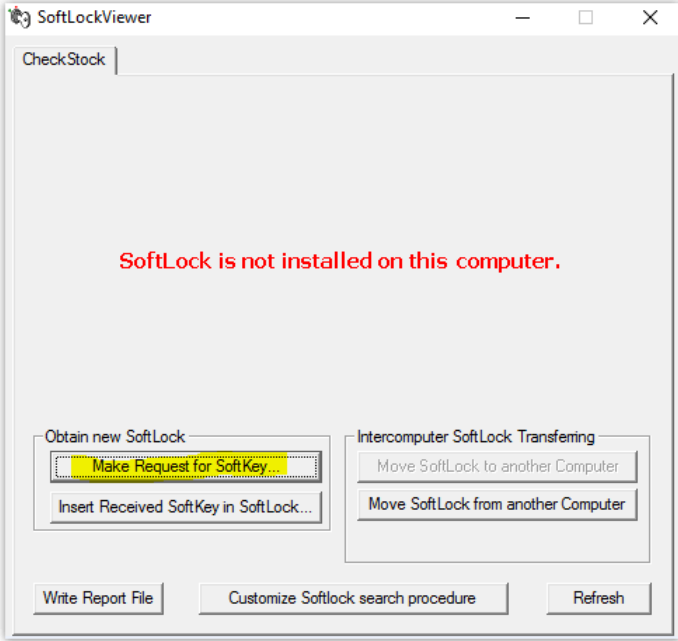 SoftLockViewer
CheckStock
SoftLock is not installed on this computer.
Obtain new SoftLock
Make Request for SoftKey...
Insert Received SoftKey in SoftLock...
Intercomputer SoftLock Transferring
Move SoftLock to another Computer
Move SoftLock from another Computer
Write Report File
Customize Softlock search procedure
Refresh